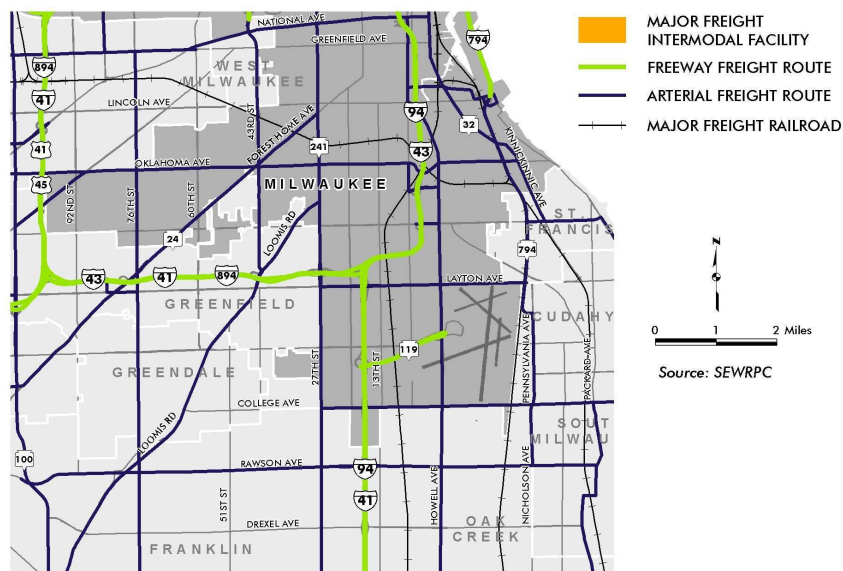 NATIONAL AVE
GREENFIELD AVE
794
894
WEST
MILWAUKEE
41
LINCOLN AVE
43RD ST
FOREST HOME AVE
94
32
KINNICKINNIC AVE
241
41
43
OKLAHOMA AVE
45
92ND ST
76TH ST
60TH ST
MILWAUKEE
LOOMIS RD
24
ST.
FRANCIS
794
43
41
894
LAYTON AVE
GREENFIELD
CUDAHY
119
27TH ST
13TH ST
PENNSYLVANIA AVE
PACKARD AVE
GREENDALE
COLLEGE AVE
LOOMIS RD
SOUT
MILWAU
100
RAWSON AVE
94
41
51ST ST
HOWELL AVE
NICHOLSON AVE
DREXEL AVE
OAK
CREEK
FRANKLIN
MAJOR FREIGHT
INTERMODAL FACILITY
FREEWAY FREIGHT ROUTE
ARTERIAL FREIGHT ROUTE
MAJOR FREIGHT RAILROAD
N
0 1 2 Miles
Source: SEWRPC